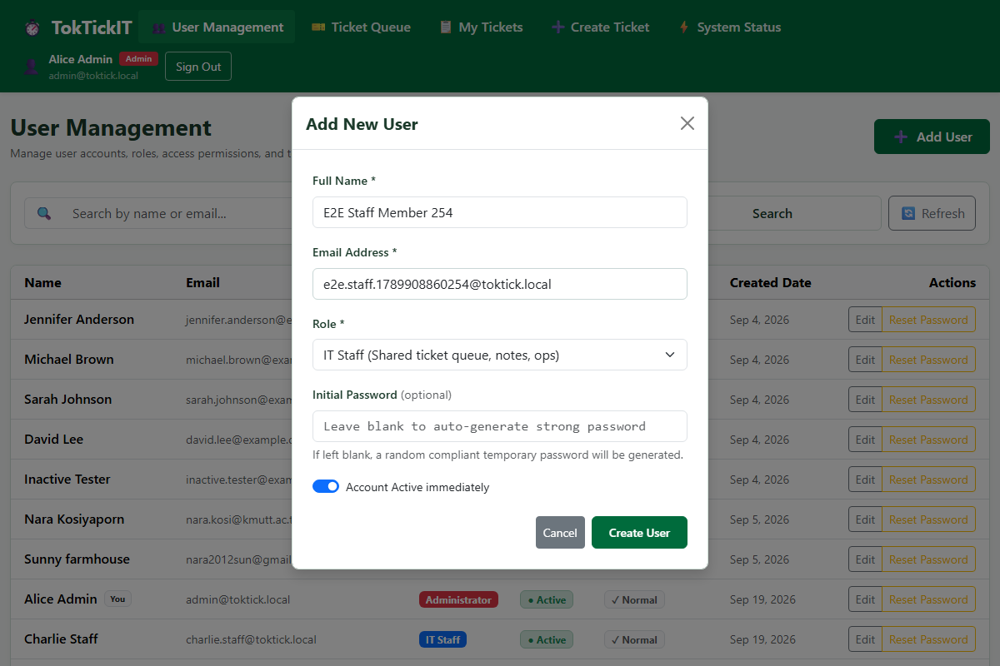 TokTickIT
User Management
Ticket Queue
My Tickets
Create Ticket
System Status
Alice Admin Admin
admin@toktick.local
Sign Out
User Management
Manage user accounts, roles, access permissions, and
Add User
Search by name or email...
Search
Refresh
Add New User
Full Name *
E2E Staff Member 254
Email Address *
e2e.staff.1789908860254@toktick.local
Role *
IT Staff (Shared ticket queue, notes, ops)
Initial Password (optional)
Leave blank to auto-generate strong password
If left blank, a random compliant temporary password will be generated.
Account Active immediately
Cancel
Create User
Name Email Created Date Actions
Jennifer Anderson jennifer.anderson@e Sep 4, 2026 Edit Reset Password
Michael Brown michael.brown@exa Sep 4, 2026 Edit Reset Password
Sarah Johnson sarah.johnson@exam Sep 4, 2026 Edit Reset Password
David Lee david.lee@example. Sep 4, 2026 Edit Reset Password
Inactive Tester inactive.tester@exam Sep 4, 2026 Edit Reset Password
Nara Kosiyaporn nara.kosi@kmutt.ac. Sep 5, 2026 Edit Reset Password
Sunny farmhouse nara2012sun@gmail Sep 5, 2026 Edit Reset Password
Alice Admin You admin@toktick.local Administrator ● Active ✓ Normal Sep 19, 2026 Edit Reset Password
Charlie Staff charlie.staff@toktick.local IT Staff ● Active ✓ Normal Sep 19, 2026 Edit Reset Password